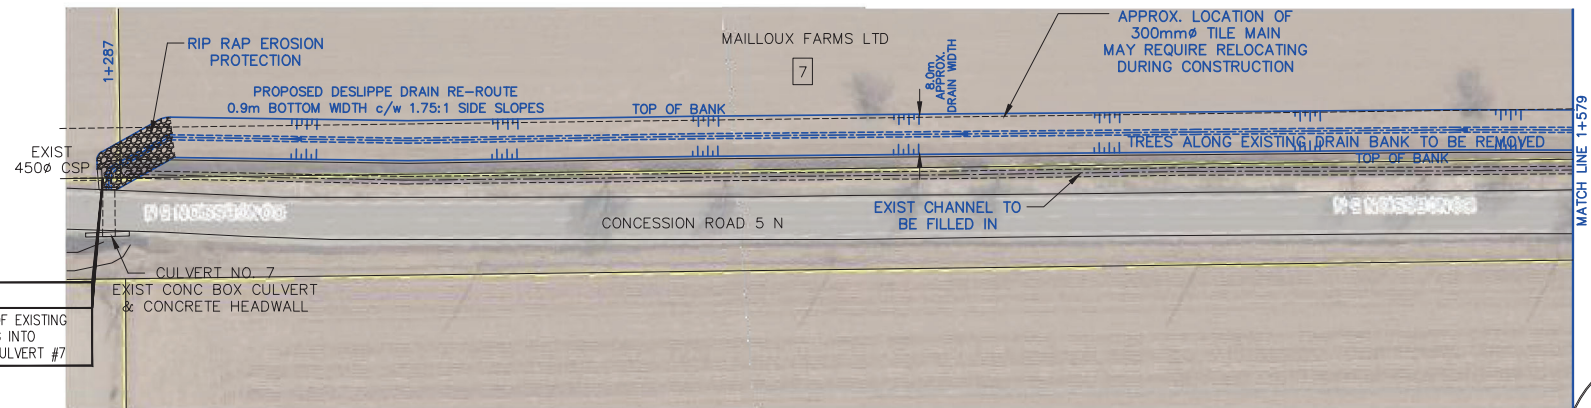 1+287
RIP RAP EROSION
PROTECTION
MAILLOUX FARMS LTD
7
8.0m
APPROX.
DRAIN WIDTH
APPROX. LOCATION OF
300mmø TILE MAIN
MAY REQUIRE RELOCATING
DURING CONSTRUCTION
PROPOSED DESLIPPE DRAIN RE-ROUTE
0.9m BOTTOM WIDTH c/w 1.75:1 SIDE SLOPES
TOP OF BANK
TREES ALONG EXISTING DRAIN BANK TO BE REMOVED
TOP OF BANK
MATCH LINE 1+579
EXIST
450ø CSP
CONCESSION ROAD 5 N
EXIST CHANNEL TO
BE FILLED IN
CULVERT NO. 7
EXIST CONC BOX CULVERT
& CONCRETE HEADWALL
OF EXISTING
INTO
CULVERT #7